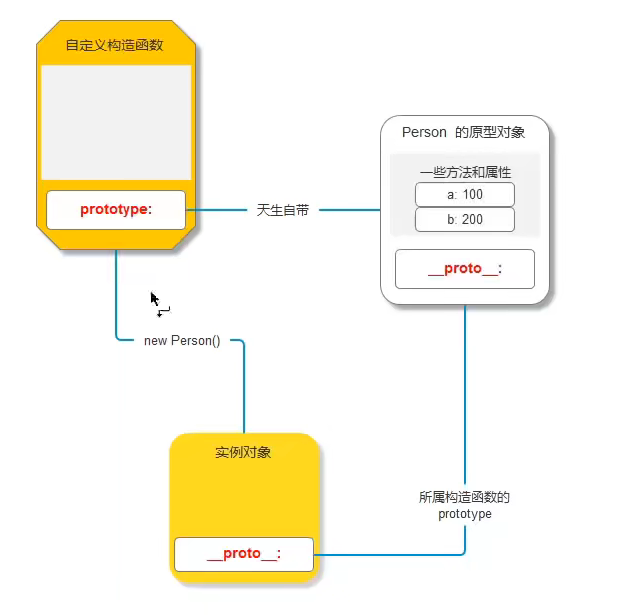 自定义构造函数
prototype:
天生自带
Person 的原型对象
一些方法和属性
a: 100
b: 200
__proto__:
new Person()
实例对象
__proto__:
所属构造函数的
prototype